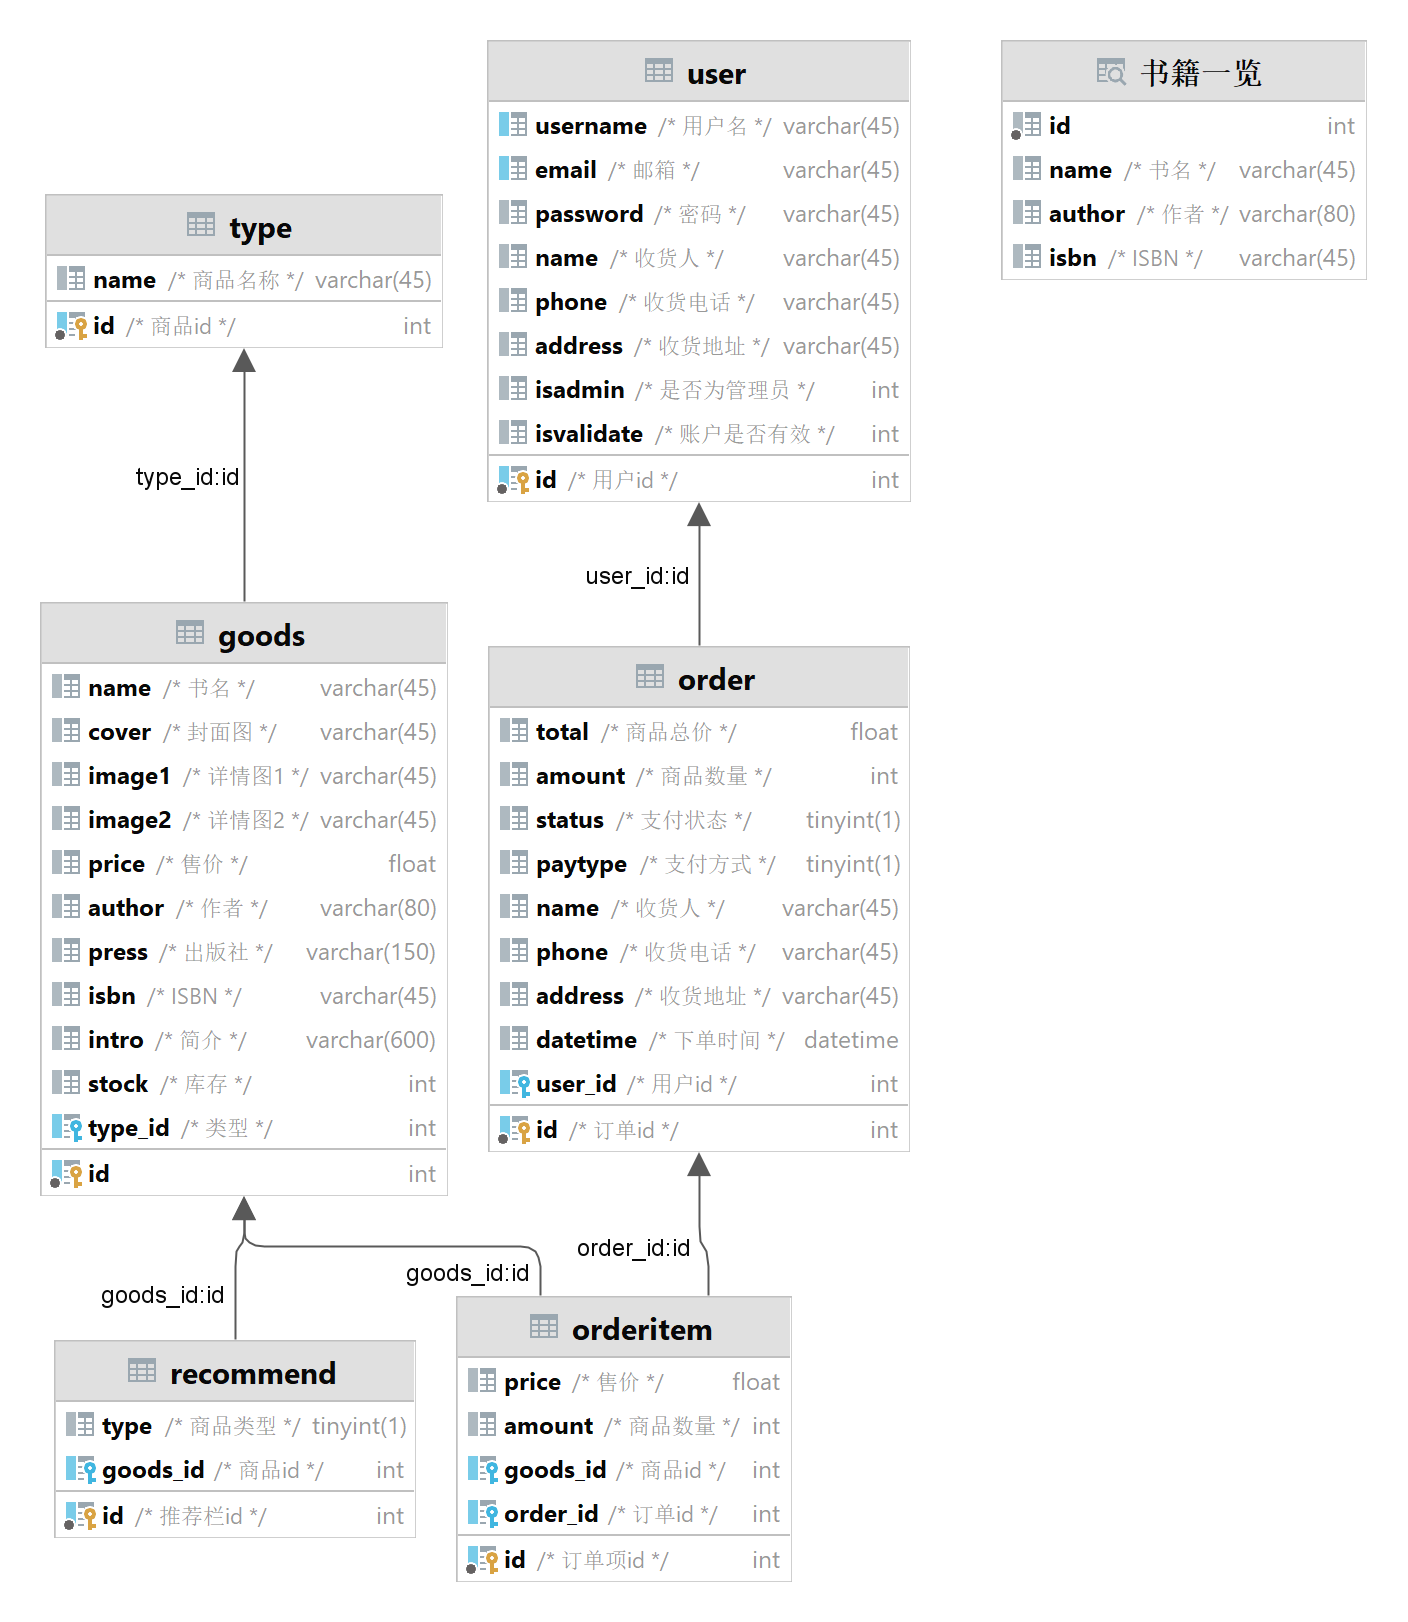 type
name /* 商品名称 */ varchar(45)
id /* 商品id */ int
user
username /* 用户名 */ varchar(45)
email /* 邮箱 */ varchar(45)
password /* 密码 */ varchar(45)
name /* 收货人 */ varchar(45)
phone /* 收货电话 */ varchar(45)
address /* 收货地址 */ varchar(45)
isadmin /* 是否为管理员 */ int
isvalidate /* 账户是否有效 */ int
id /* 用户id */ int
书籍一览
id int
name /* 书名 */ varchar(45)
author /* 作者 */ varchar(80)
isbn /* ISBN */ varchar(45)
type_id:id
user_id:id
goods
name /* 书名 */ varchar(45)
cover /* 封面图 */ varchar(45)
image1 /* 详情图1 */ varchar(45)
image2 /* 详情图2 */ varchar(45)
price /* 售价 */ float
author /* 作者 */ varchar(80)
press /* 出版社 */ varchar(150)
isbn /* ISBN */ varchar(45)
intro /* 简介 */ varchar(600)
stock /* 库存 */ int
type_id /* 类型 */ int
id int
order
total /* 商品总价 */ float
amount /* 商品数量 */ int
status /* 支付状态 */ tinyint(1)
paytype /* 支付方式 */ tinyint(1)
name /* 收货人 */ varchar(45)
phone /* 收货电话 */ varchar(45)
address /* 收货地址 */ varchar(45)
datetime /* 下单时间 */ datetime
user_id /* 用户id */ int
id /* 订单id */ int
goods_id:id
goods_id:id
order_id:id
recommend
type /* 商品类型 */ tinyint(1)
goods_id /* 商品id */ int
id /* 推荐栏id */ int
orderitem
price /* 售价 */ float
amount /* 商品数量 */ int
goods_id /* 商品id */ int
order_id /* 订单id */ int
id /* 订单项id */ int